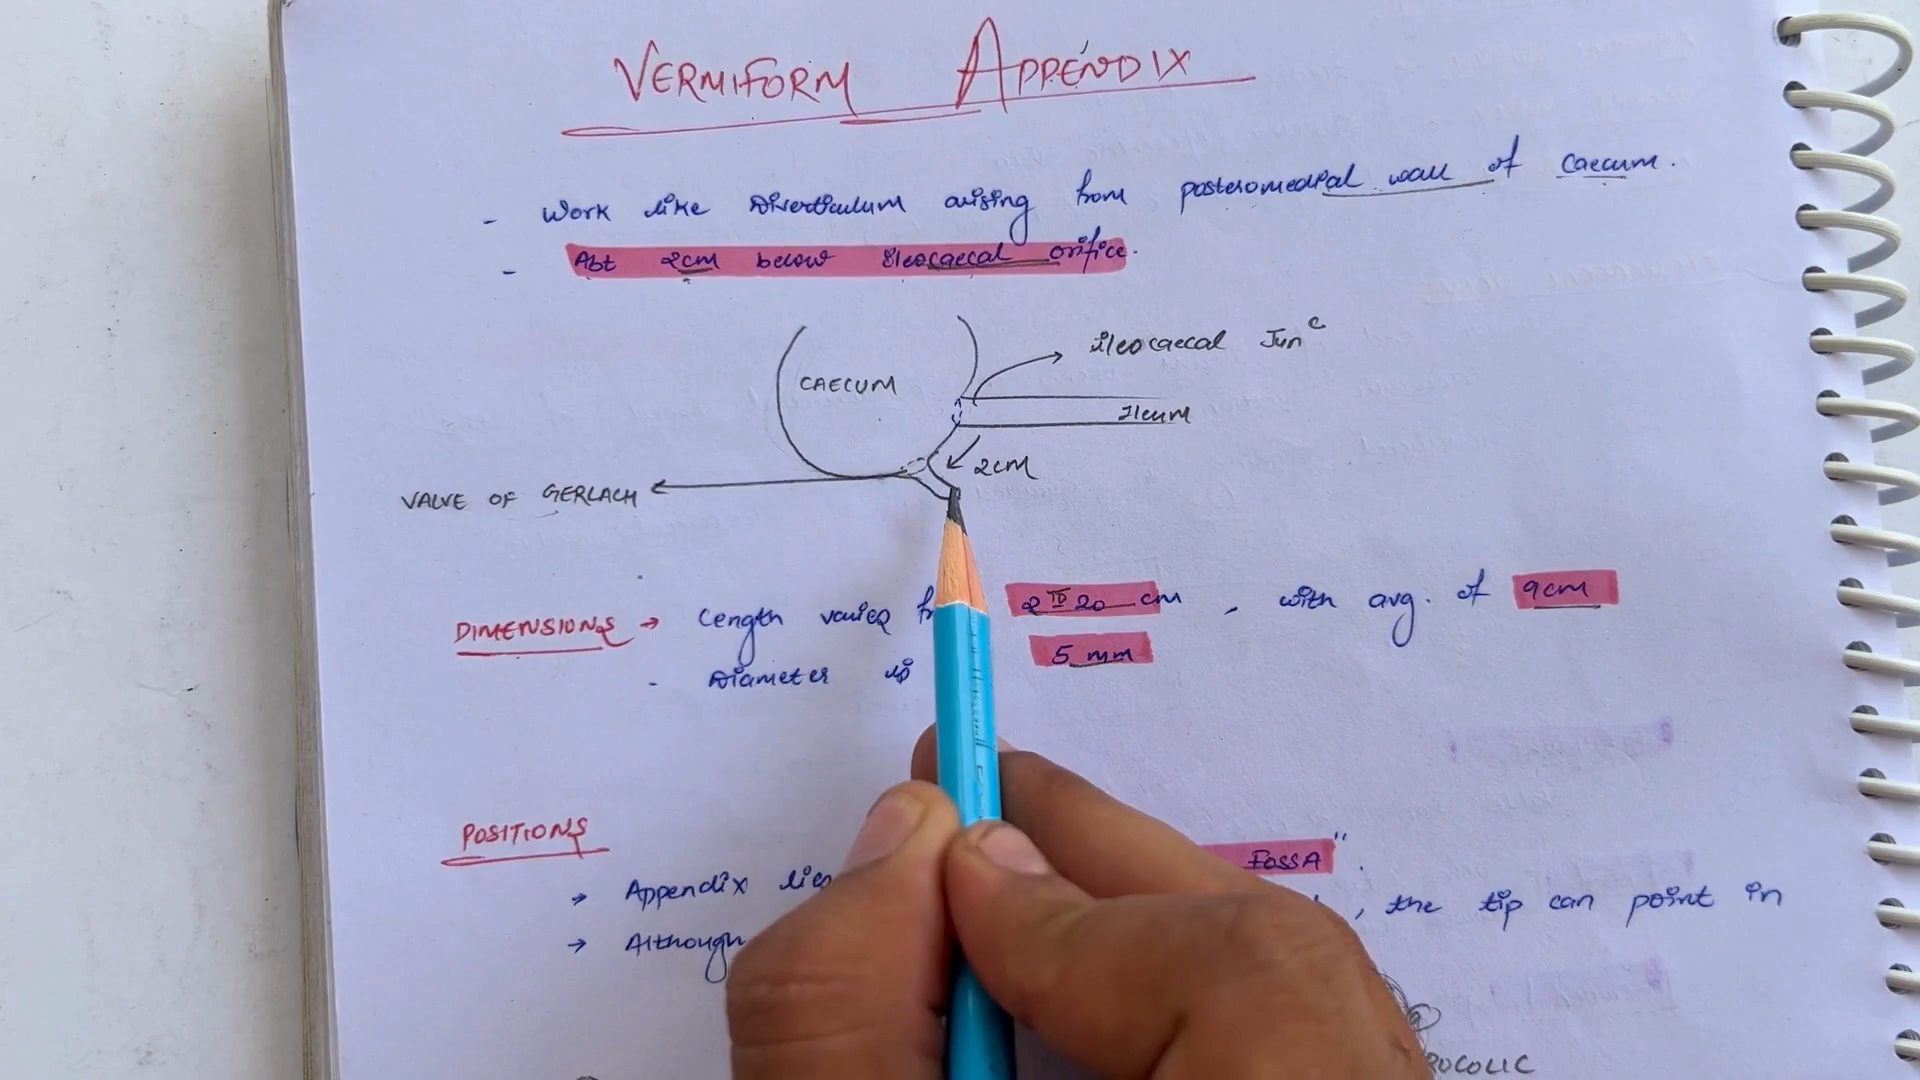 VERMIFORM APPENDIX
- Work like Diverticulum arising from posteromedial wall of Caecum.
- Abt 2cm below ileocaecal orifice.
ileocaecal Junc
CAECUM
Ileum
2cm
VALVE OF GERLACH
DIMENSIONS → Length varies 2 to 20 cm, with avg. of 9cm
- Diameter is 5 mm
POSITIONS
→ Appendix lies FOSSA".
→ Although , the tip can point in